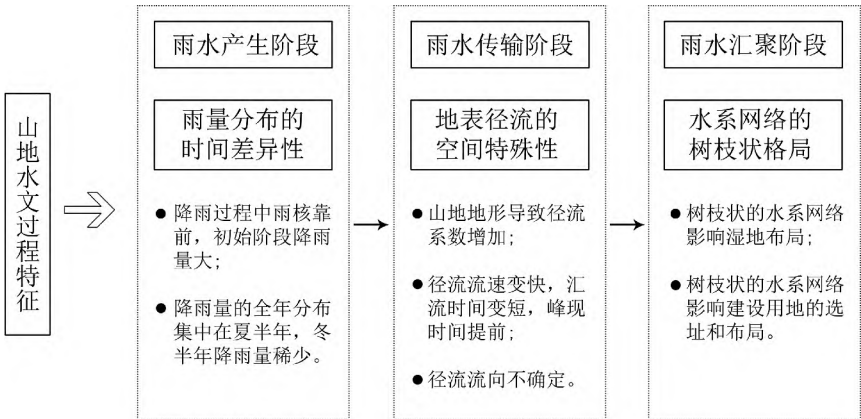 山地水文过程特征
雨水产生阶段
雨量分布的
时间差异性
● 降雨过程中雨核靠
前，初始阶段降雨
量大；
● 降雨量的全年分布
集中在夏半年，冬
半年降雨量稀少。
雨水传输阶段
地表径流的
空间特殊性
● 山地地形导致径流
系数增加；
● 径流流速变快，汇
流时间变短，峰现
时间提前；
● 径流流向不确定。
雨水汇聚阶段
水系网络的
树枝状格局
● 树枝状的水系网络
影响湿地布局；
● 树枝状的水系网络
影响建设用地的选
址和布局。